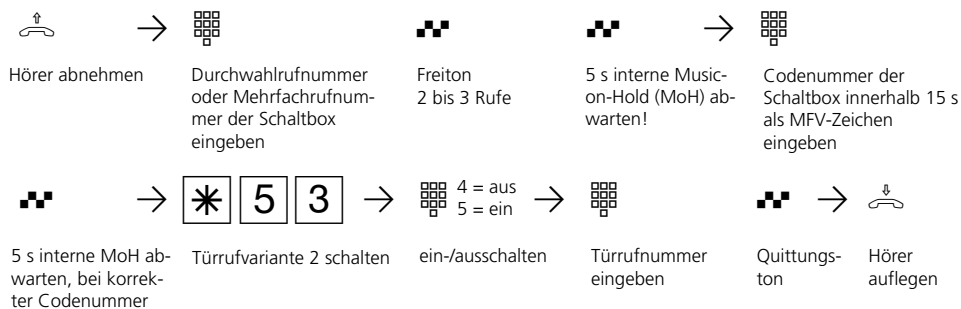 Hörer abnehmen
Durchwahlrufnummer
oder Mehrfachrufnum-
mer der Schaltbox
eingeben
Freiton
2 bis 3 Rufe
5 s interne Music-
on-Hold (MoH) ab-
warten!
Codenummer der
Schaltbox innerhalb 15 s
als MFV-Zeichen
eingeben
5 s interne MoH ab-
warten, bei korrek-
ter Codenummer
* 5 3
Türrufvariante 2 schalten
4 = aus
5 = ein
ein-/ausschalten
Türrufnummer
eingeben
Quittungs-
ton
Hörer
auflegen